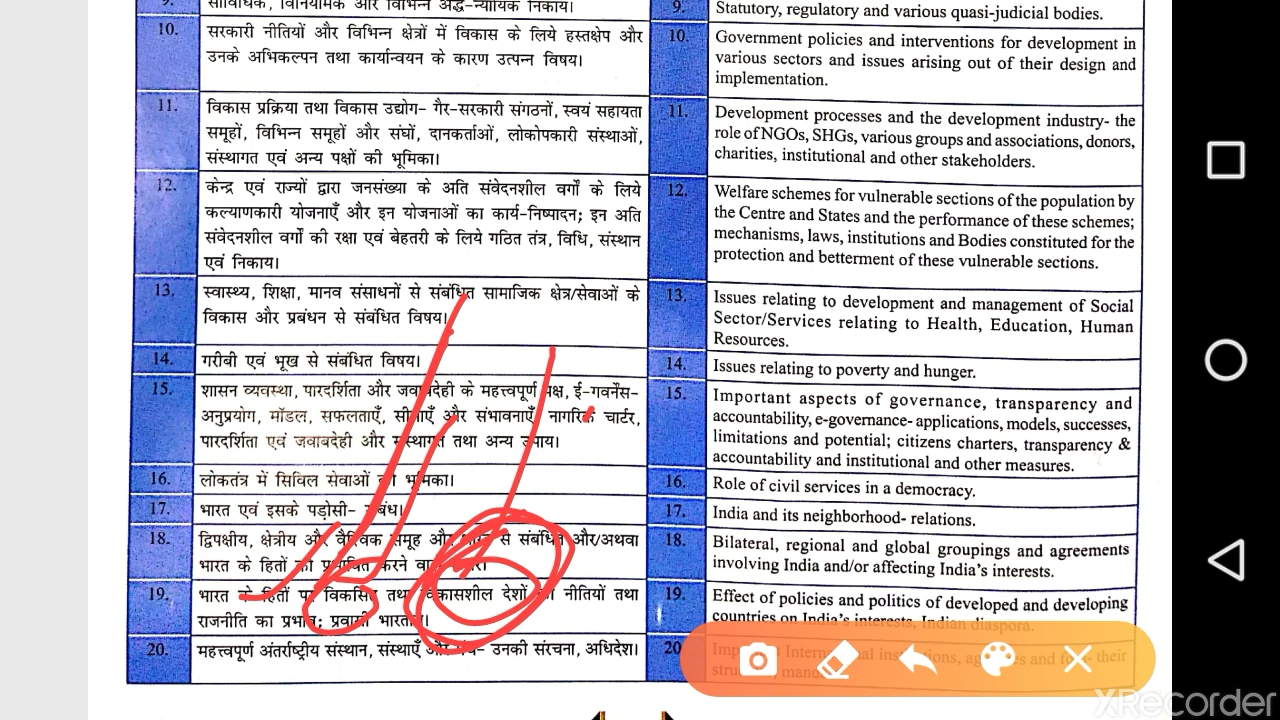 9.
सांविधिक, विनियामक और विभिन्न अर्द्ध-न्यायिक निकाय।
10.
सरकारी नीतियों और विभिन्न क्षेत्रों में विकास के लिये हस्तक्षेप और
उनके अभिकल्पन तथा कार्यान्वयन के कारण उत्पन्न विषय।
11.
विकास प्रक्रिया तथा विकास उद्योग- गैर-सरकारी संगठनों, स्वयं सहायता
समूहों, विभिन्न समूहों और संघों, दानकर्ताओं, लोकोपकारी संस्थाओं,
संस्थागत एवं अन्य पक्षों की भूमिका।
12.
केन्द्र एवं राज्यों द्वारा जनसंख्या के अति संवेदनशील वर्गों के लिये
कल्याणकारी योजनाएँ और इन योजनाओं का कार्य-निष्पादन; इन अति
संवेदनशील वर्गों की रक्षा एवं बेहतरी के लिये गठित तंत्र, विधि, संस्थान
एवं निकाय।
13.
स्वास्थ्य, शिक्षा, मानव संसाधनों से संबंधित सामाजिक क्षेत्र/सेवाओं के
विकास और प्रबंधन से संबंधित विषय।
14.
गरीबी एवं भूख से संबंधित विषय।
15.
शासन व्यवस्था, पारदर्शिता और जवाबदेही के महत्त्वपूर्ण पक्ष, ई-गवर्नेंस-
अनुप्रयोग, मॉडल, सफलताएँ, सीमाएँ और संभावनाएँ, नागरिक चार्टर,
पारदर्शिता एवं जवाबदेही और संस्थागत तथा अन्य उपाय।
16.
लोकतंत्र में सिविल सेवाओं की भूमिका।
17.
भारत एवं इसके पड़ोसी- संबंध।
18.
द्विपक्षीय, क्षेत्रीय और वैश्विक समूह और से संबंधित और/अथवा
भारत के हितों को प्रभावित करने वाले
19.
भारत के हितों पर विकसित तथा विकासशील देशों की नीतियों तथा
राजनीति का प्रभाव; प्रवासी भारतीय।
20.
महत्त्वपूर्ण अंतर्राष्ट्रीय संस्थान, संस्थाएँ और उनकी संरचना, अधिदेश।
9.
Statutory, regulatory and various quasi-judicial bodies.
10.
Government policies and interventions for development in
various sectors and issues arising out of their design and
implementation.
11.
Development processes and the development industry- the
role of NGOs, SHGs, various groups and associations, donors,
charities, institutional and other stakeholders.
12.
Welfare schemes for vulnerable sections of the population by
the Centre and States and the performance of these schemes;
mechanisms, laws, institutions and Bodies constituted for the
protection and betterment of these vulnerable sections.
13.
Issues relating to development and management of Social
Sector/Services relating to Health, Education, Human
Resources.
14.
Issues relating to poverty and hunger.
15.
Important aspects of governance, transparency and
accountability, e-governance- applications, models, successes,
limitations and potential; citizens charters, transparency &
accountability and institutional and other measures.
16.
Role of civil services in a democracy.
17.
India and its neighborhood- relations.
18.
Bilateral, regional and global groupings and agreements
involving India and/or affecting India's interests.
19.
Effect of policies and politics of developed and developing
countries on India's interests, Indian diaspora.
20
their
XRecorder